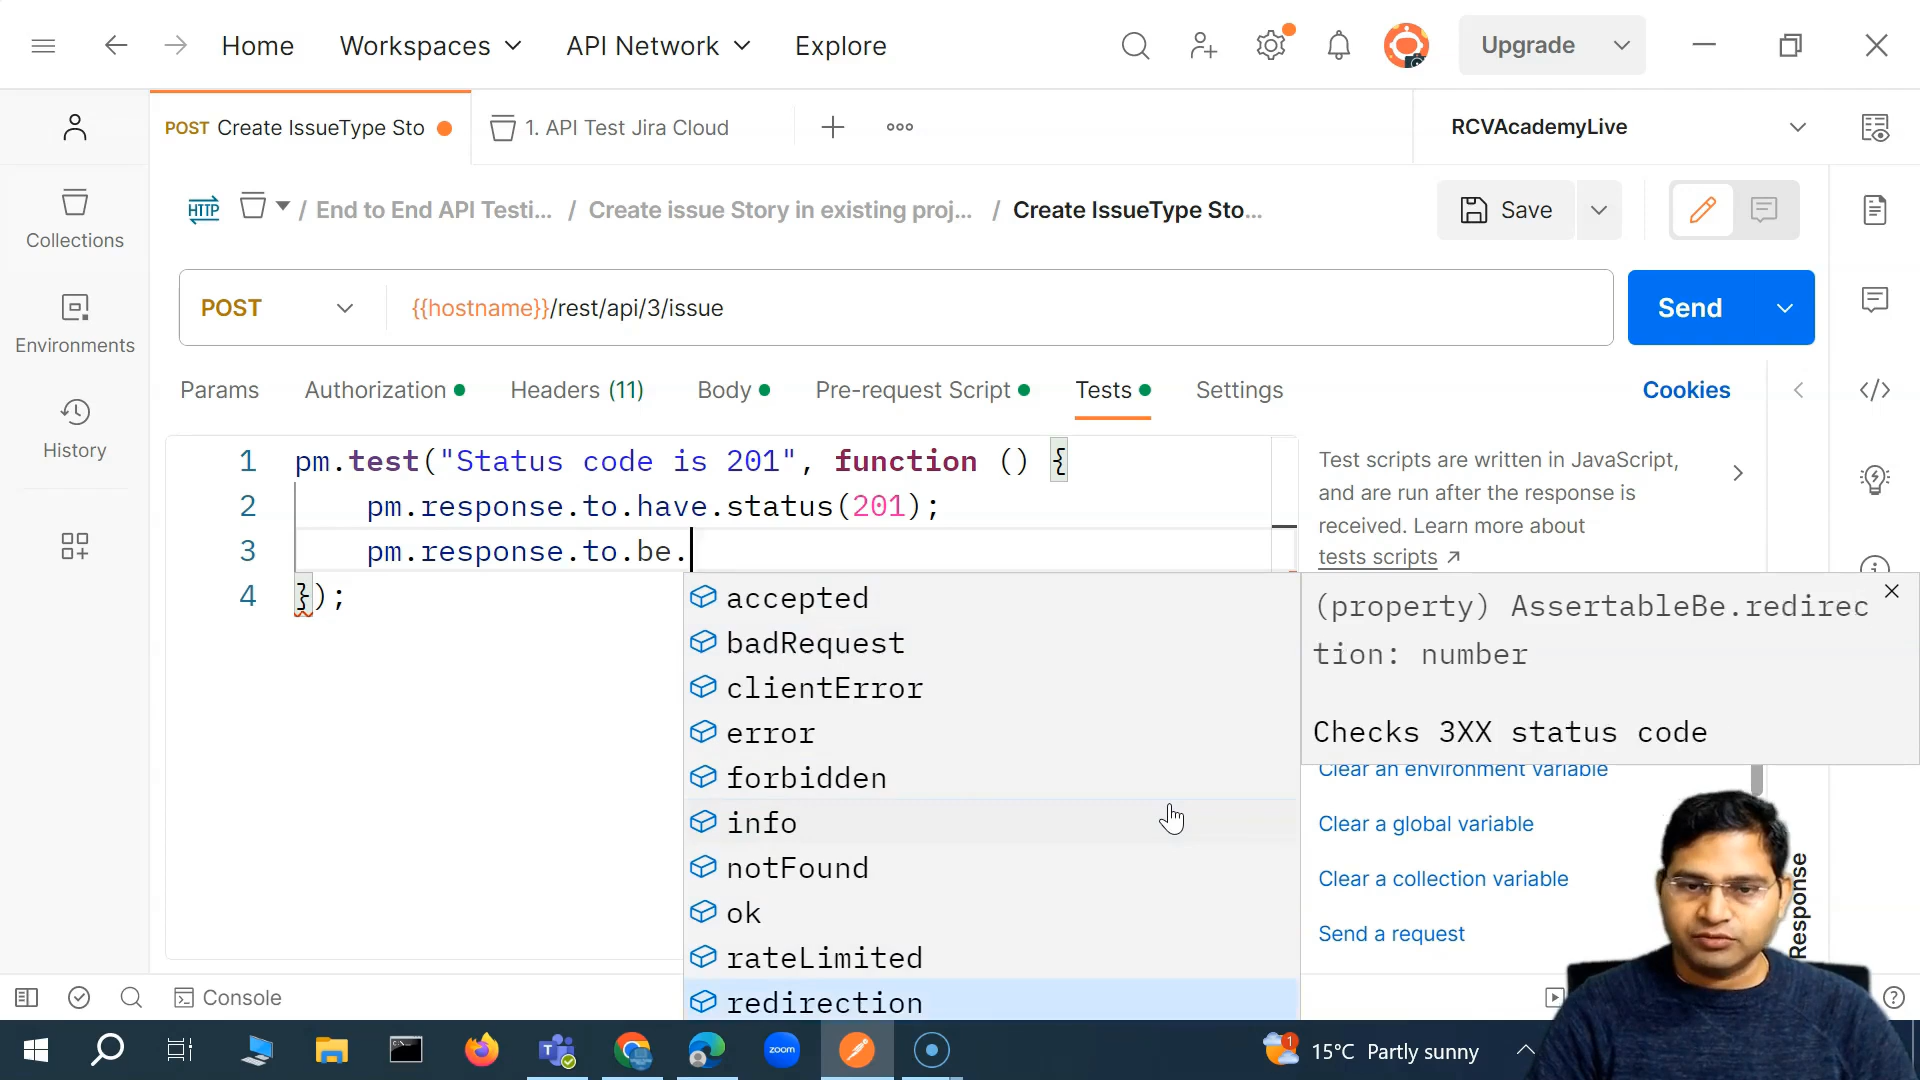 Home Workspaces API Network Explore Upgrade
POST Create IssueType Sto 1. API Test Jira Cloud RCVAcademyLive
HTTP / End to End API Testi... / Create issue Story in existing proj... / Create IssueType Sto... Save
Collections
Environments
History
POST {{hostname}}/rest/api/3/issue Send
Params Authorization Headers (11) Body Pre-request Script Tests Settings Cookies
1 pm.test("Status code is 201", function () {
2 pm.response.to.have.status(201);
3 pm.response.to.be.
4 });
accepted
badRequest
clientError
error
forbidden
info
notFound
ok
rateLimited
redirection
Test scripts are written in JavaScript,
and are run after the response is
received. Learn more about
tests scripts ↗
(property) AssertableBe.redirec
tion: number
Checks 3XX status code
Clear an environment variable
Clear a global variable
Clear a collection variable
Send a request
Response
Console
zoom
1
15°C Partly sunny